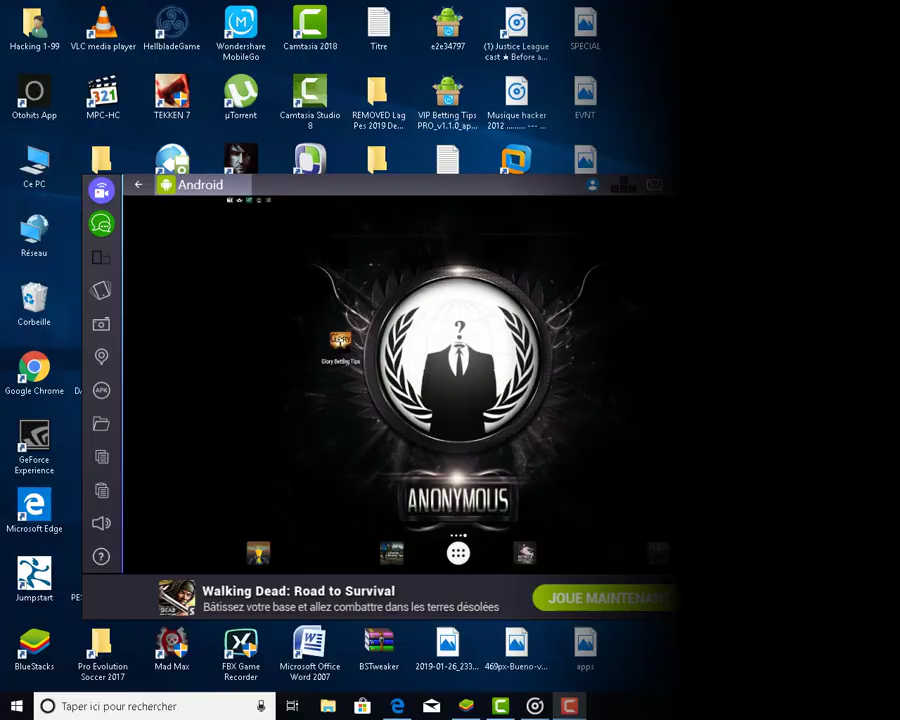 Hacking 1-99
VLC media player
HellbladeGame
Wondershare
MobileGo
Camtasia 2018
Titre
e2e34797
(1) Justice League
cast ★ Before a...
SPECIAL
Otohits App
MPC-HC
TEKKEN 7
µTorrent
Camtasia Studio
8
REMOVED Lag
Pes 2019 De...
VIP Betting Tips
PRO_v1.1.0_ap...
Musique hacker
2012 ......... ---...
EVNT
Ce PC
Android
Réseau
Corbeille
Google Chrome
GeForce
Experience
Microsoft Edge
Jumpstart
APK
GLORY
Glory Betting Tips
?
ANONYMOUS
Walking Dead: Road to Survival
Bâtissez votre base et allez combattre dans les terres désolées
JOUE MAINTENANT
BlueStacks
Pro Evolution
Soccer 2017
Mad Max
FBX Game
Recorder
Microsoft Office
Word 2007
BSTweaker
2019-01-26_233...
469px-Bueno-v...
apps
Taper ici pour rechercher